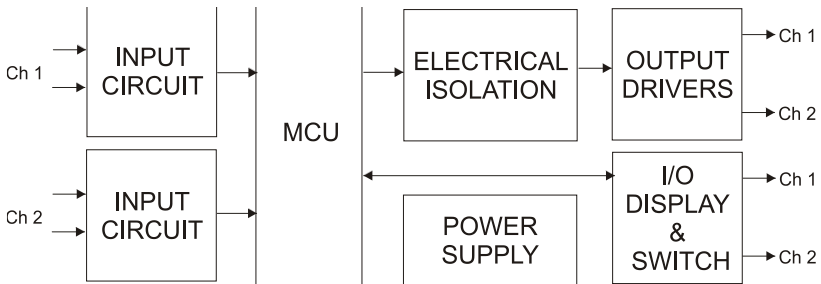 Ch 1
INPUT
CIRCUIT
MCU
ELECTRICAL
ISOLATION
OUTPUT
DRIVERS
Ch 1
Ch 2
Ch 2
INPUT
CIRCUIT
POWER
SUPPLY
I/O
DISPLAY
&
SWITCH
Ch 1
Ch 2